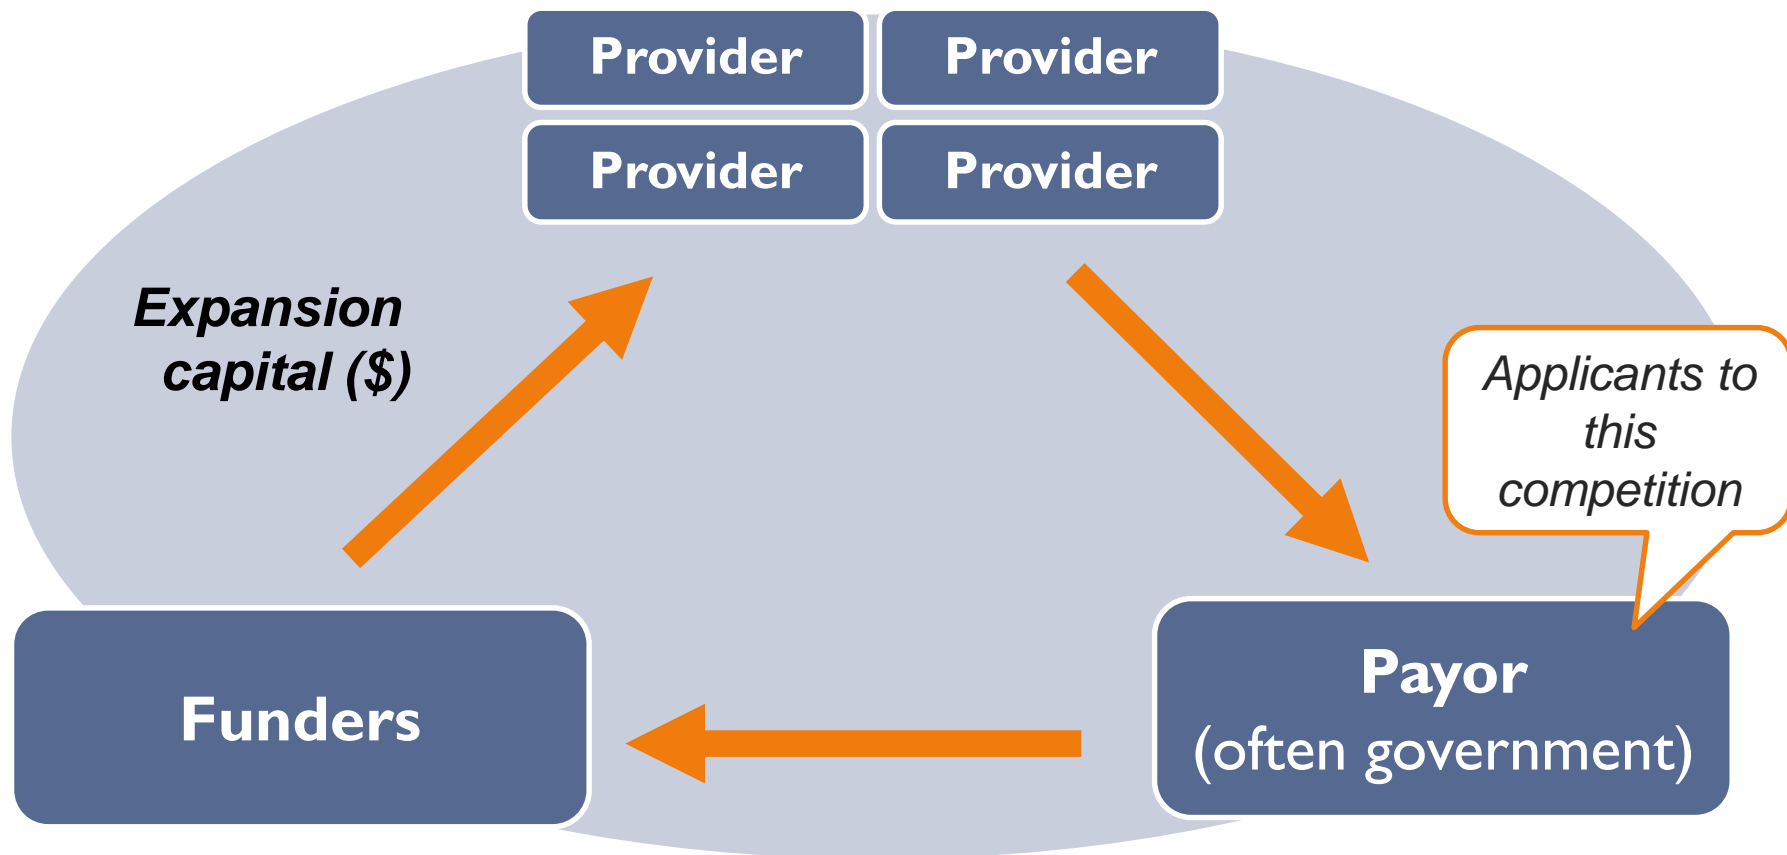 Provider Provider
Provider Provider
Expansion
capital ($)
Applicants to
this
competition
Funders
Payor
(often government)